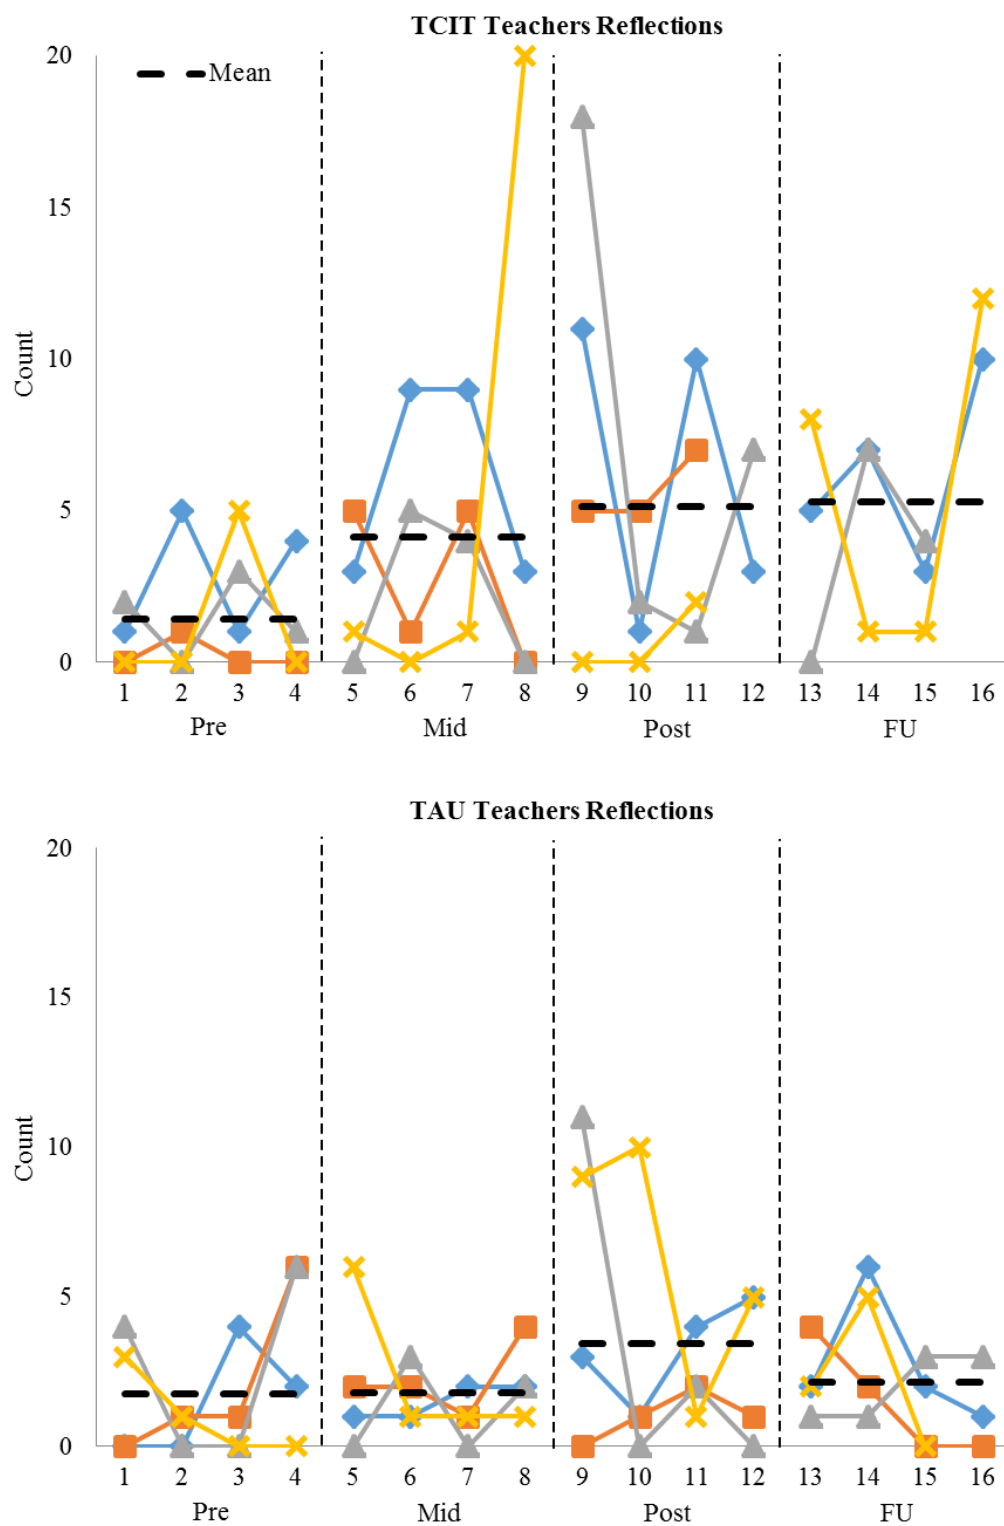 TCIT Teachers Reflections
20
Mean
15
Count
10
5
0
1 2 3 4 5 6 7 8 9 10 11 12 13 14 15 16
Pre Mid Post FU
TAU Teachers Reflections
20
15
Count
10
5
0
1 2 3 4 5 6 7 8 9 10 11 12 13 14 15 16
Pre Mid Post FU